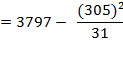 = 3797 − (305)²/31